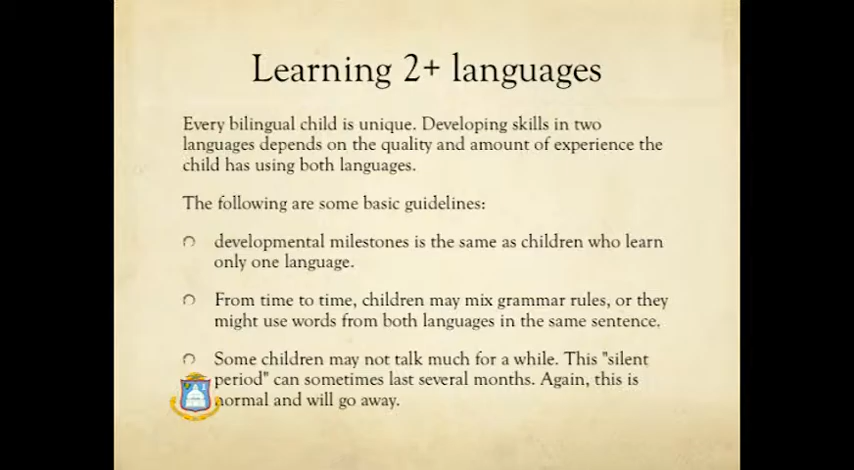 Learning 2+ languages
Every bilingual child is unique. Developing skills in two
languages depends on the quality and amount of experience the
child has using both languages.
The following are some basic guidelines:
developmental milestones is the same as children who learn
only one language.
From time to time, children may mix grammar rules, or they
might use words from both languages in the same sentence.
Some children may not talk much for a while. This "silent
period" can sometimes last several months. Again, this is
normal and will go away.